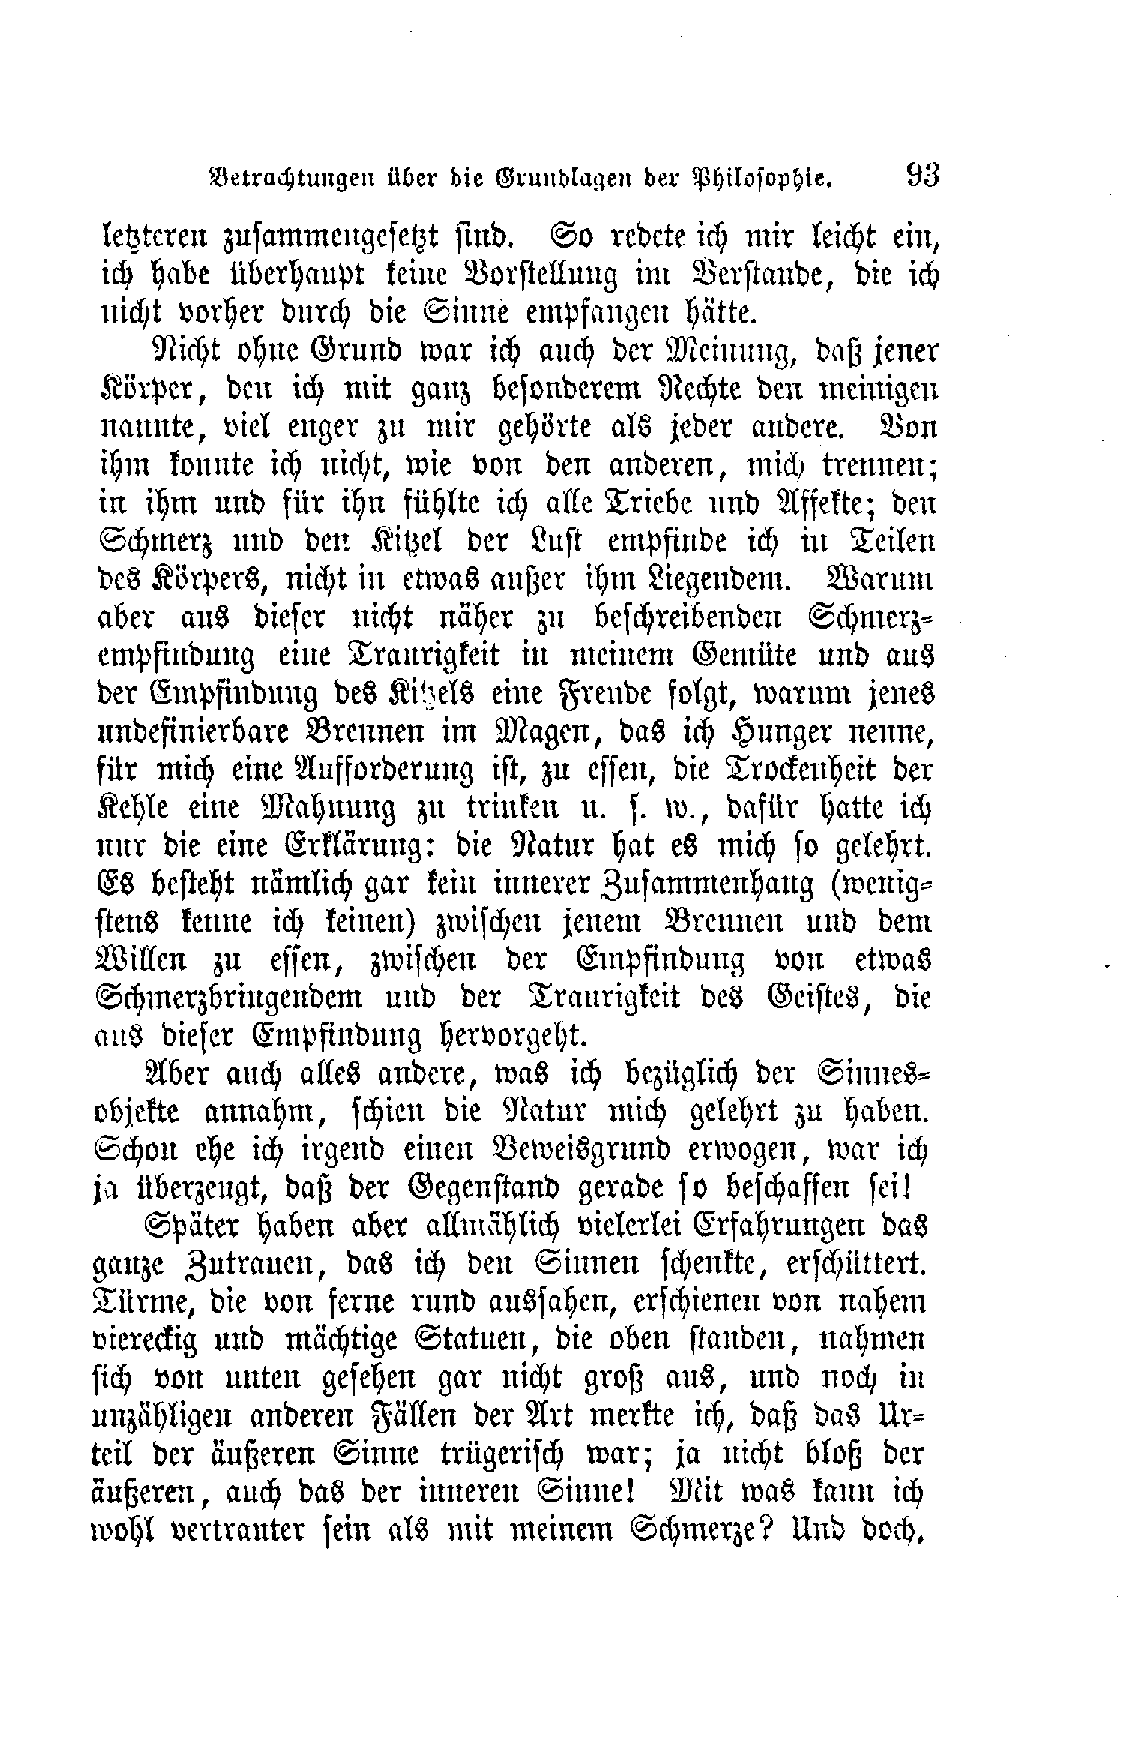 Betrachtungen über die Grundlagen der Philosophie. 93
letzteren zusammengesetzt sind. So redete ich mir leicht ein,
ich habe überhaupt keine Vorstellung im Verstande, die ich
nicht vorher durch die Sinne empfangen hätte.
Nicht ohne Grund war ich auch der Meinung, daß jener
Körper, den ich mit ganz besonderem Rechte den meinigen
nannte, viel enger zu mir gehörte als jeder andere. Von
ihm konnte ich nicht, wie von den anderen, mich trennen;
in ihm und für ihn fühlte ich alle Triebe und Affekte; den
Schmerz und den Kitzel der Lust empfinde ich in Teilen
des Körpers, nicht in etwas außer ihm Liegendem. Warum
aber aus dieser nicht näher zu beschreibenden Schmerz-
empfindung eine Traurigkeit in meinem Gemüte und aus
der Empfindung des Kitzels eine Freude folgt, warum jenes
undefinierbare Brennen im Magen, das ich Hunger nenne,
für mich eine Aufforderung ist, zu essen, die Trockenheit der
Kehle eine Mahnung zu trinken u. s. w., dafür hatte ich
nur die eine Erklärung: die Natur hat es mich so gelehrt.
Es besteht nämlich gar kein innerer Zusammenhang (wenig-
stens kenne ich keinen) zwischen jenem Brennen und dem
Willen zu essen, zwischen der Empfindung von etwas
Schmerzbringendem und der Traurigkeit des Geistes, die
aus dieser Empfindung hervorgeht.
Aber auch alles andere, was ich bezüglich der Sinnes-
objekte annahm, schien die Natur mich gelehrt zu haben.
Schon ehe ich irgend einen Beweisgrund erwogen, war ich
ja überzeugt, daß der Gegenstand gerade so beschaffen sei!
Später haben aber allmählich vielerlei Erfahrungen das
ganze Zutrauen, das ich den Sinnen schenkte, erschüttert.
Türme, die von ferne rund aussahen, erschienen von nahem
viereckig und mächtige Statuen, die oben standen, nahmen
sich von unten gesehen gar nicht groß aus, und noch in
unzähligen anderen Fällen der Art merkte ich, daß das Ur-
teil der äußeren Sinne trügerisch war; ja nicht bloß der
äußeren, auch das der inneren Sinne! Mit was kann ich
wohl vertrauter sein als mit meinem Schmerze? Und doch,